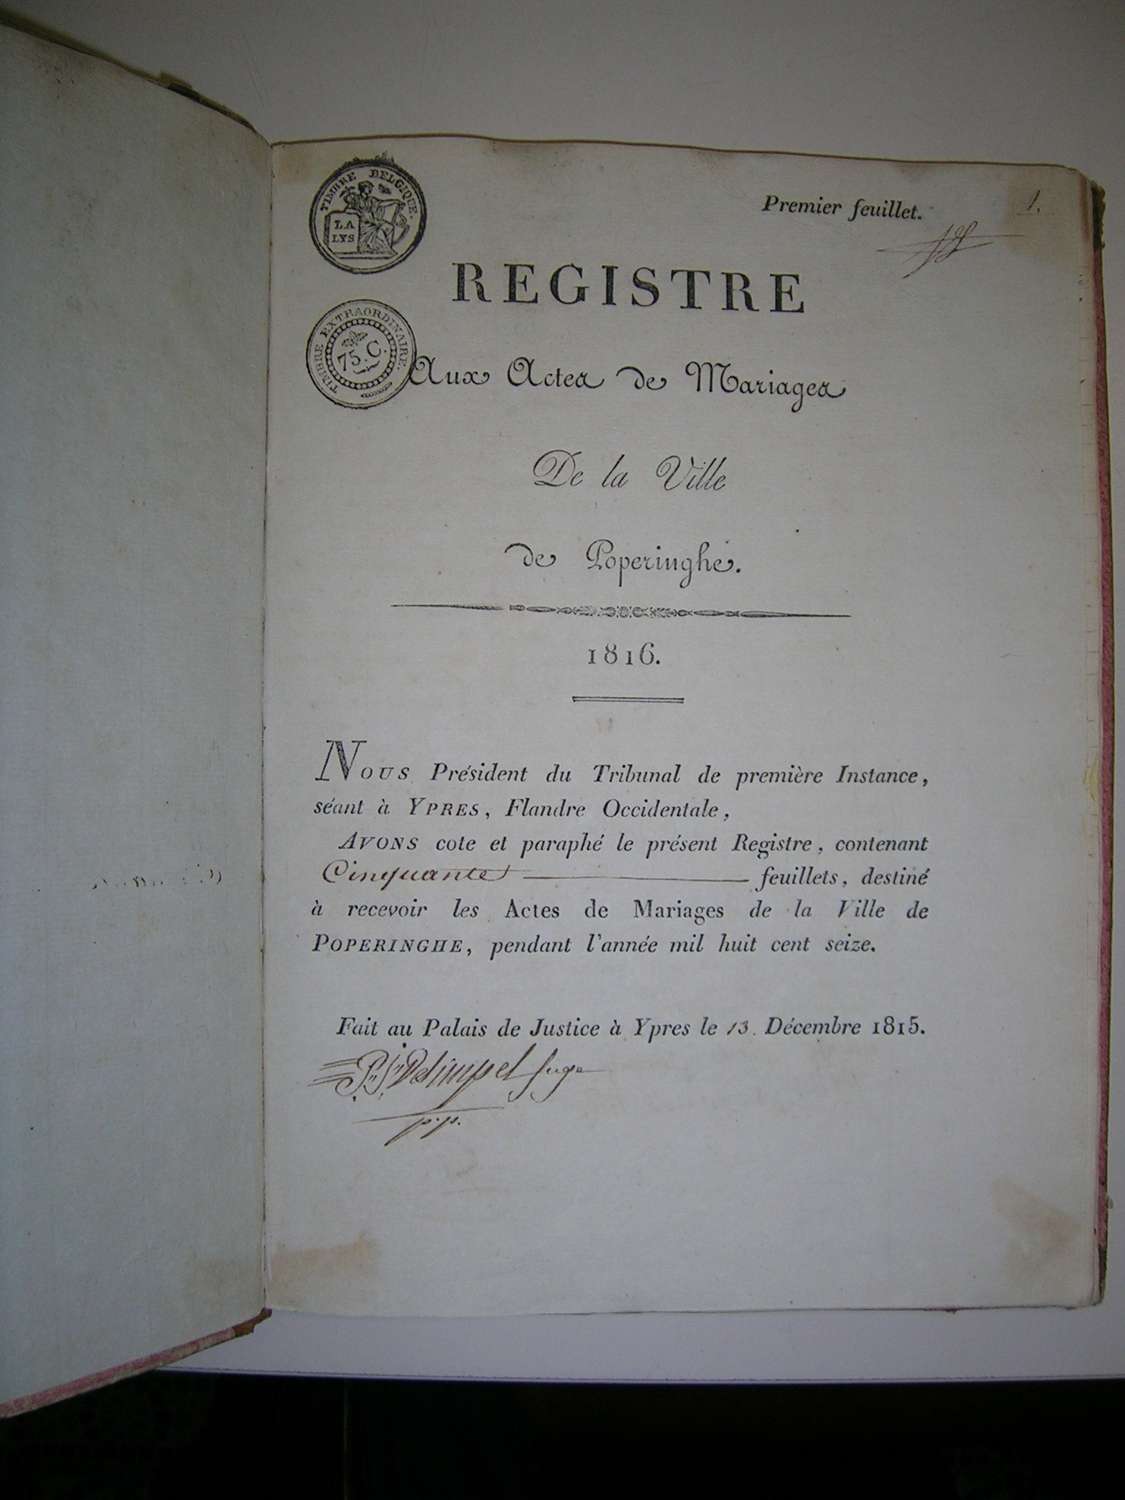 TIMBRE BELGIQUE.
LA
LYS
Premier feuillet.
1.
REGISTRE
TIMBRE EXTRAORDINAIRE.
75. C.
Aux Actes de Mariages
De la Ville
de Poperinghe.
1816.
Nous Président du Tribunal de première Instance,
séant à YPRES, Flandre Occidentale,
AVONS cote et paraphé le présent Registre, contenant
Cinquante feuillets, destiné
à recevoir les Actes de Mariages de la Ville de
POPERINGHE, pendant l'année mil huit cent seize.
Fait au Palais de Justice à Ypres le 13. Décembre 1815.
juge
p.p.